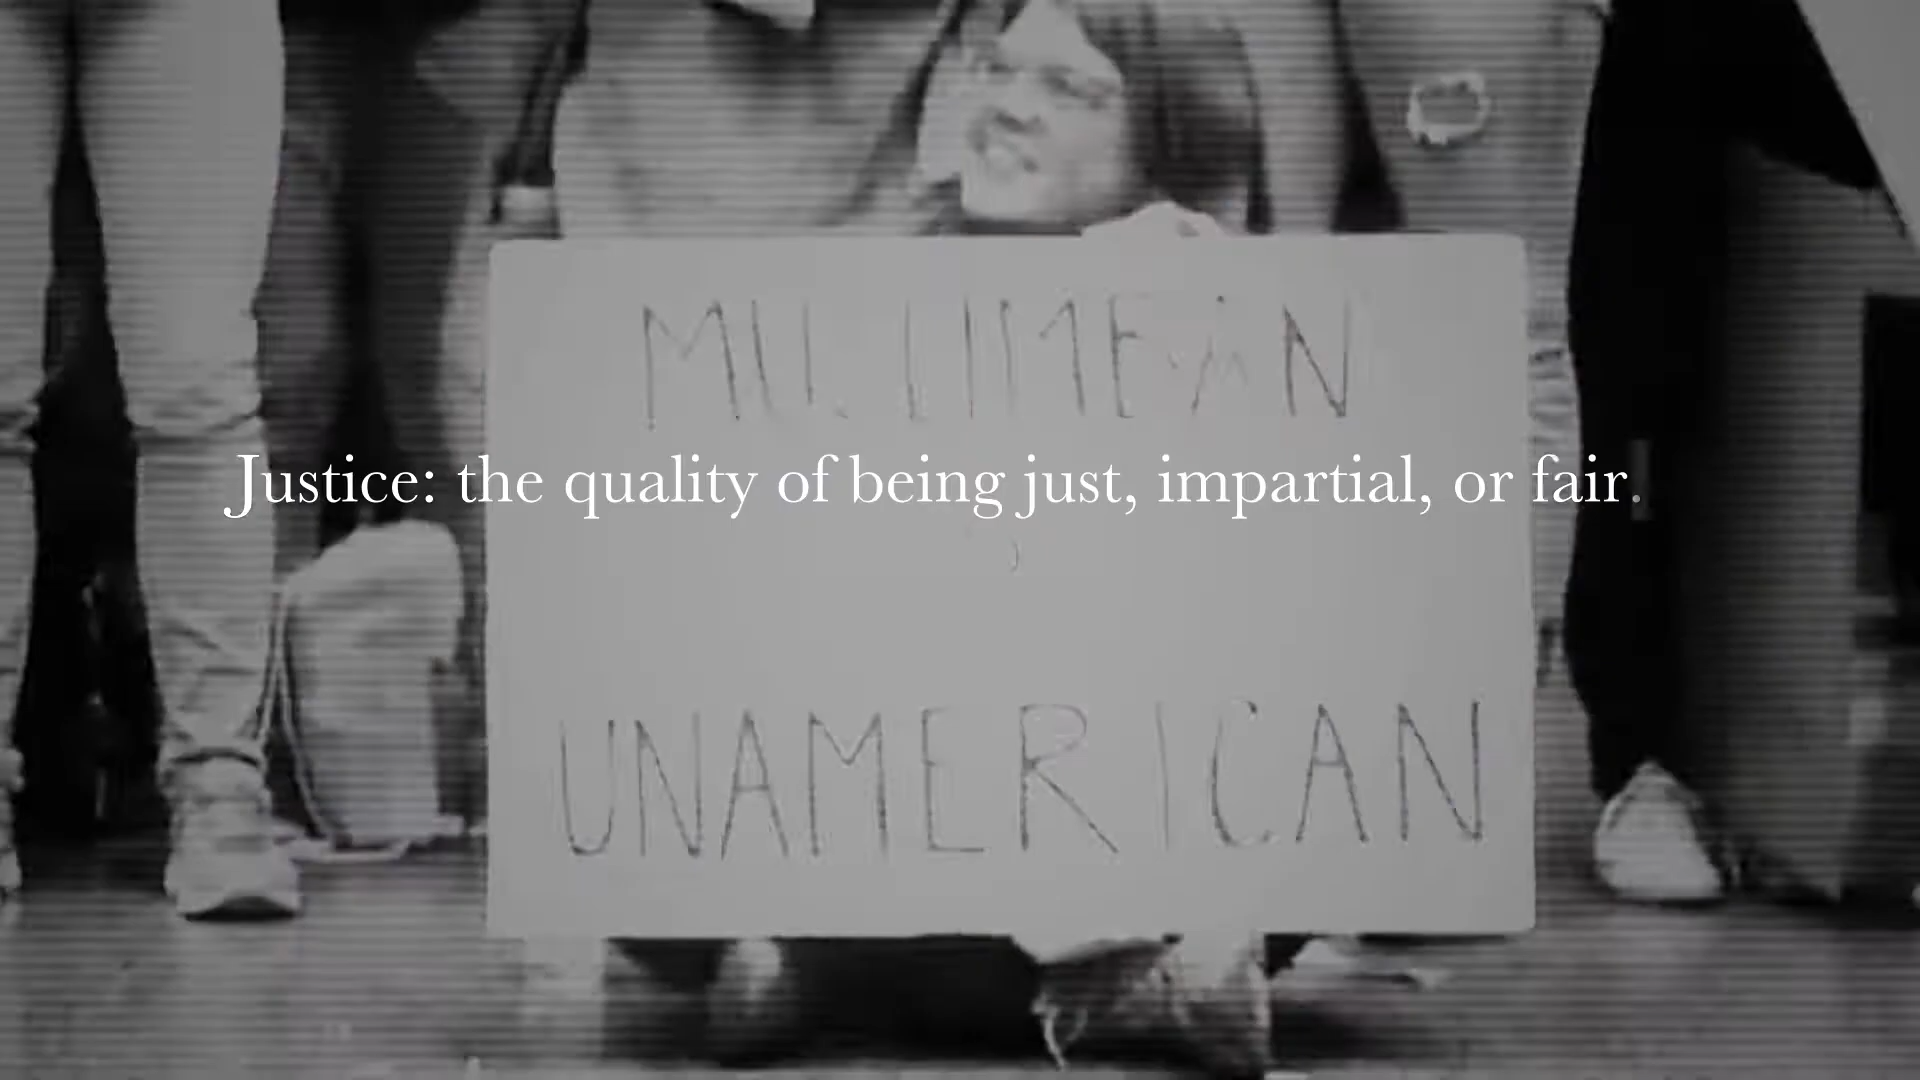 Justice: the quality of being just, impartial, or fair.
UNAMERICAN